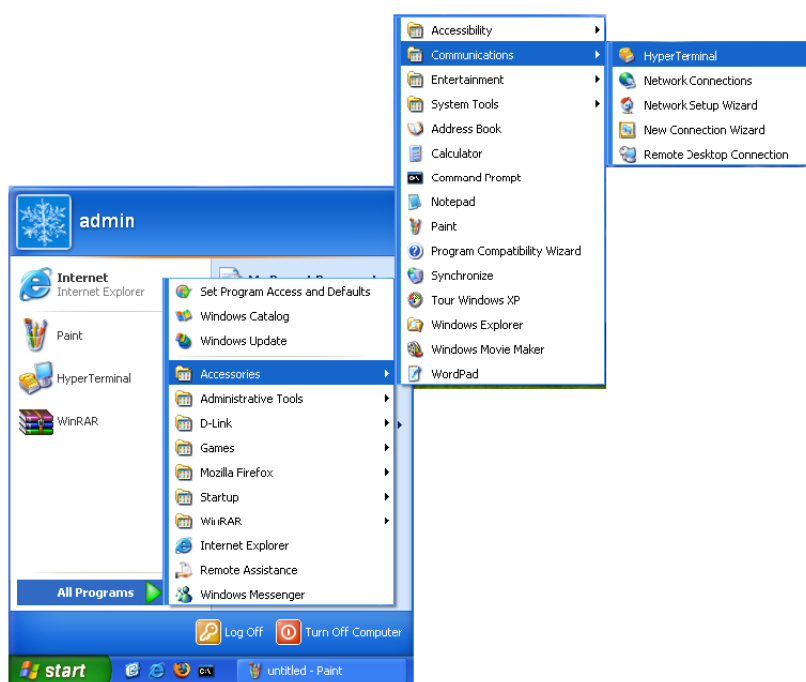 Accessibility
Communications
Entertainment
System Tools
Address Book
Calculator
Command Prompt
Notepad
Paint
Program Compatibility Wizard
Synchronize
Tour Windows XP
Windows Explorer
Windows Movie Maker
WordPad
HyperTerminal
Network Connections
Network Setup Wizard
New Connection Wizard
Remote Desktop Connection
admin
Internet
Internet Explorer
Paint
HyperTerminal
WinRAR
All Programs
Set Program Access and Defaults
Windows Catalog
Windows Update
Accessories
Administrative Tools
D-Link
Games
Mozilla Firefox
Startup
WinRAR
Internet Explorer
Remote Assistance
Windows Messenger
Log Off
Turn Off Computer
start
untitled - Paint